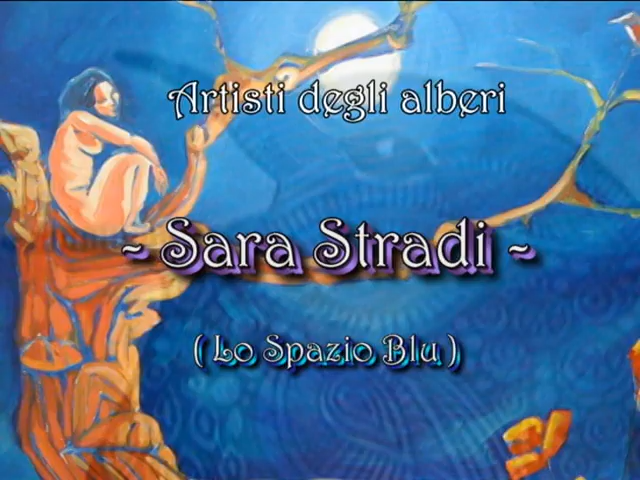 Artisti degli alberi
~ Sara Stradi ~
( Lo Spazio Blu )